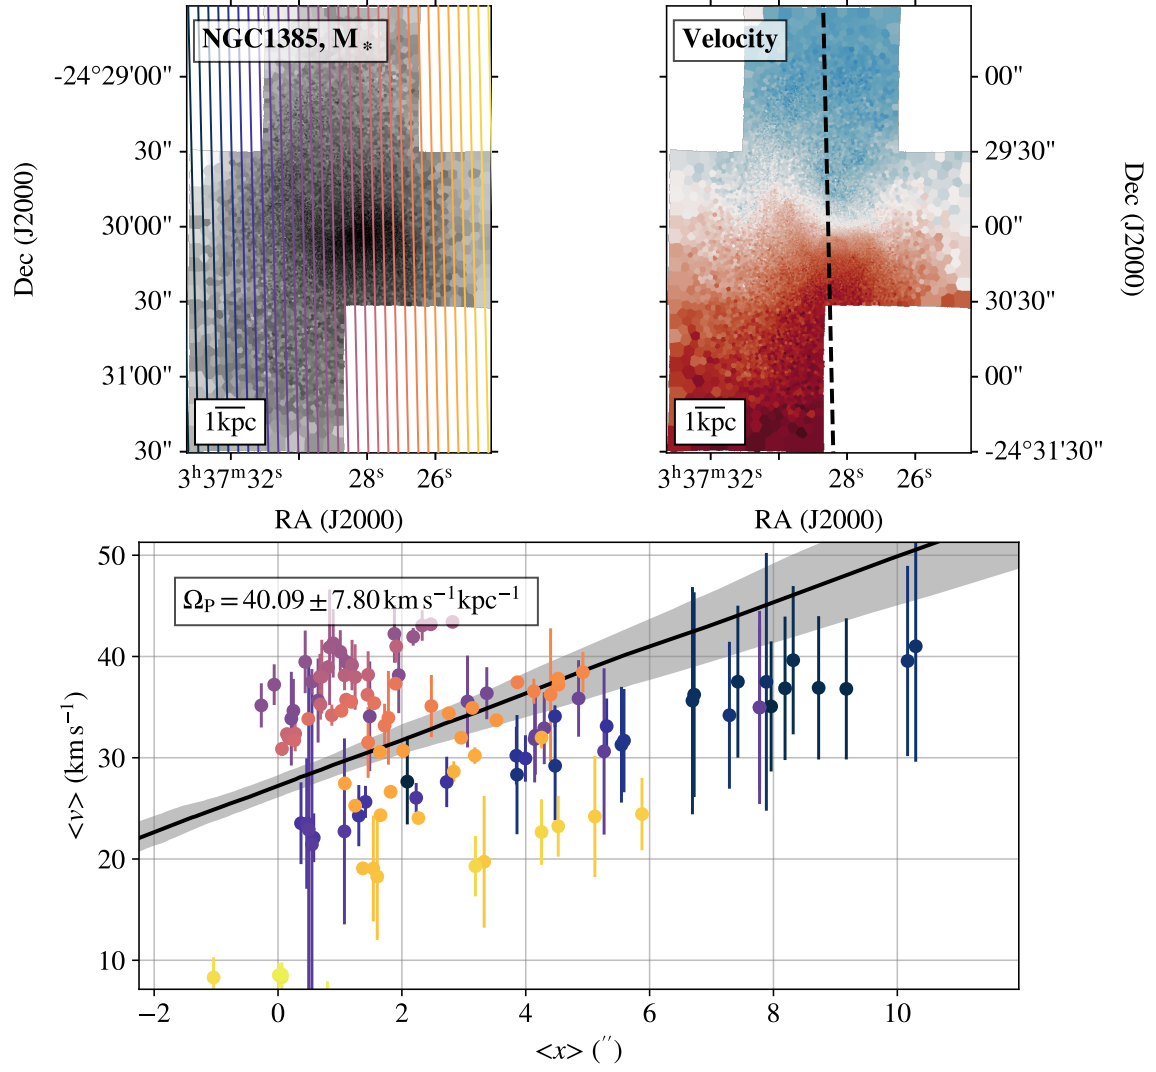 NGC1385, M*
Velocity
-24°29'00"
30"
30'00"
30"
31'00"
30"
Dec (J2000)
1kpc
3ʰ37ᵐ32ˢ
28ˢ
26ˢ
RA (J2000)
00"
29'30"
00"
30'30"
00"
-24°31'30"
Dec (J2000)
1kpc
3ʰ37ᵐ32ˢ
28ˢ
26ˢ
RA (J2000)
Ω_P = 40.09 ± 7.80 km s⁻¹kpc⁻¹
50
40
30
20
10
<v> (km s⁻¹)
−2
0
2
4
6
8
10
<x> (′′)